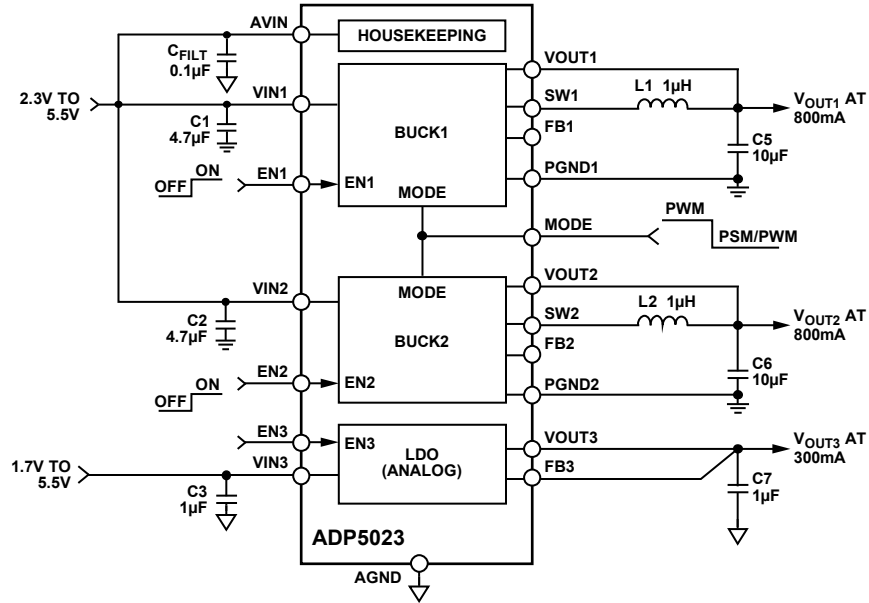 AVIN
HOUSEKEEPING
CFILT
0.1µF
VOUT1
L1 1µH
2.3V TO
5.5V
VIN1
SW1
VOUT1 AT
800mA
C1
4.7µF
BUCK1
FB1
C5
10µF
OFF
ON
EN1
EN1
PGND1
MODE
MODE
PWM
PSM/PWM
VOUT2
VIN2
MODE
L2 1µH
C2
4.7µF
BUCK2
SW2
VOUT2 AT
800mA
FB2
OFF
ON
EN2
EN2
PGND2
C6
10µF
EN3
EN3
VOUT3
VOUT3 AT
300mA
1.7V TO
5.5V
VIN3
LDO
(ANALOG)
FB3
C3
1µF
C7
1µF
ADP5023
AGND